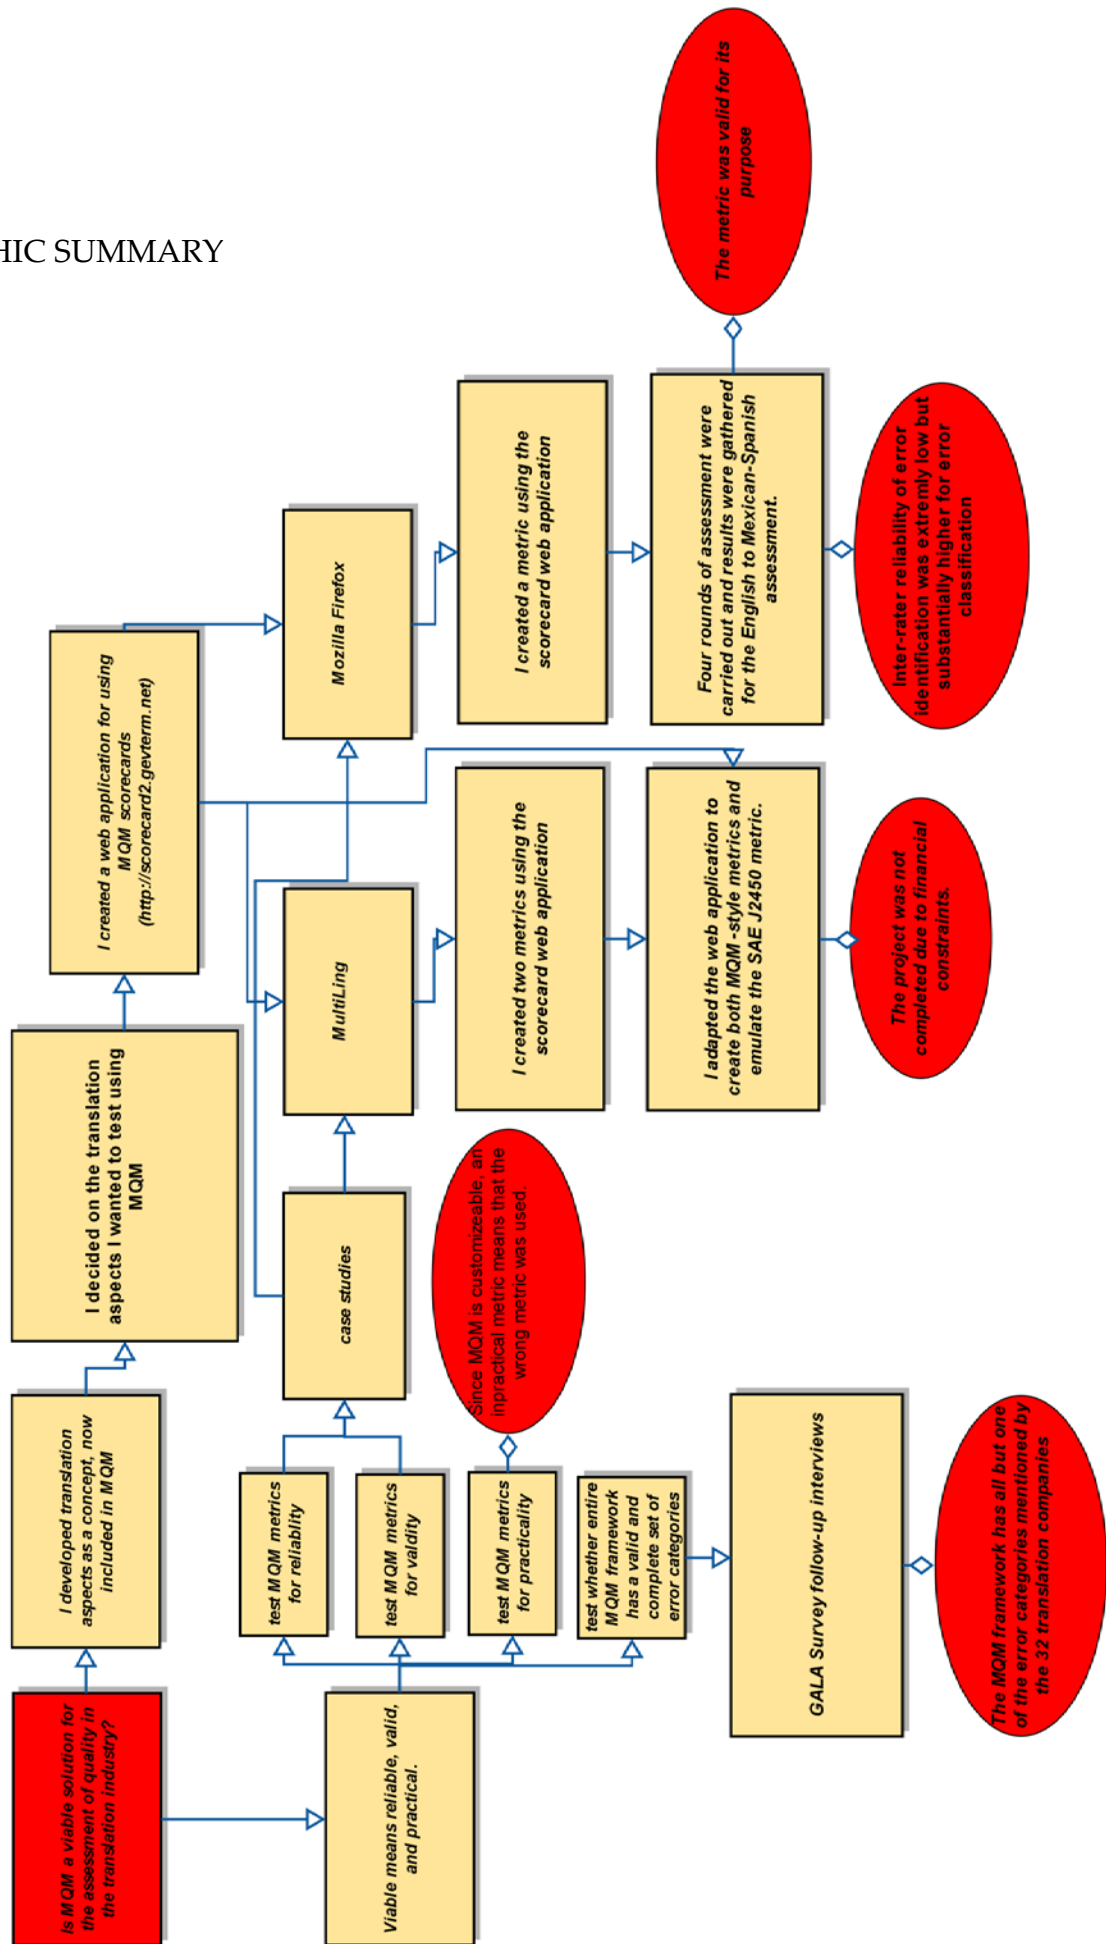 HIC SUMMARY
Is MQM a viable solution for
the assessment of quality in
the translation industry?
I developed translation
aspects as a concept, now
included in MQM
I decided on the translation
aspects I wanted to test using
MQM
I created a web application for using
MQM scorecards
(http://scorecard2.gevterm.net)
Viable means reliable, valid,
and practical.
test MQM metrics
for reliability
test MQM metrics
for valdity
test MQM metrics
for practicality
test whether entire
MQM framework
has a valid and
complete set of
error categories
case studies
MultiLing
Mozilla Firefox
Since MQM is customizeable, an
inpractical metric means that the
wrong metric was used.
I created two metrics using the
scorecard web application
I created a metric using the
scorecard web application
GALA Survey follow-up interviews
I adapted the web application to
create both MQM -style metrics and
emulate the SAE J2450 metric.
Four rounds of assessment were
carried out and results were gathered
for the English to Mexican-Spanish
assessment.
The metric was valid for its
purpose
The MQM framework has all but one
of the error categories mentioned by
the 32 translation companies
The project was not
completed due to financial
constraints.
Inter-rater reliability of error
identification was extremly low but
substantially higher for error
classification